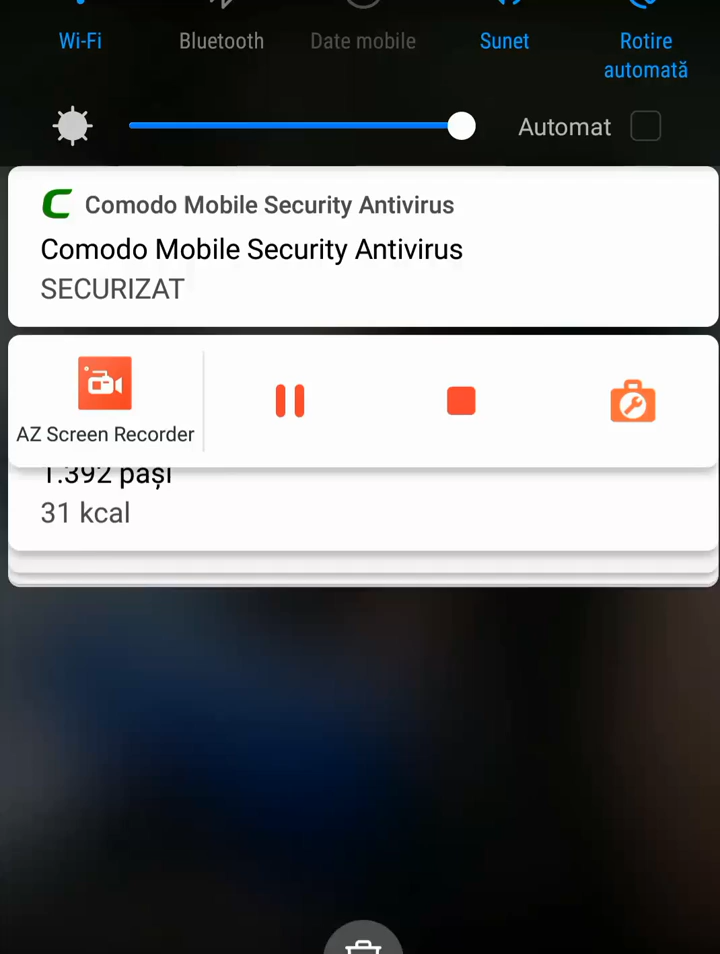 Wi-Fi
Bluetooth
Date mobile
Sunet
Rotire
automată
Automat
Comodo Mobile Security Antivirus
Comodo Mobile Security Antivirus
SECURIZAT
AZ Screen Recorder
1.392 pași
31 kcal